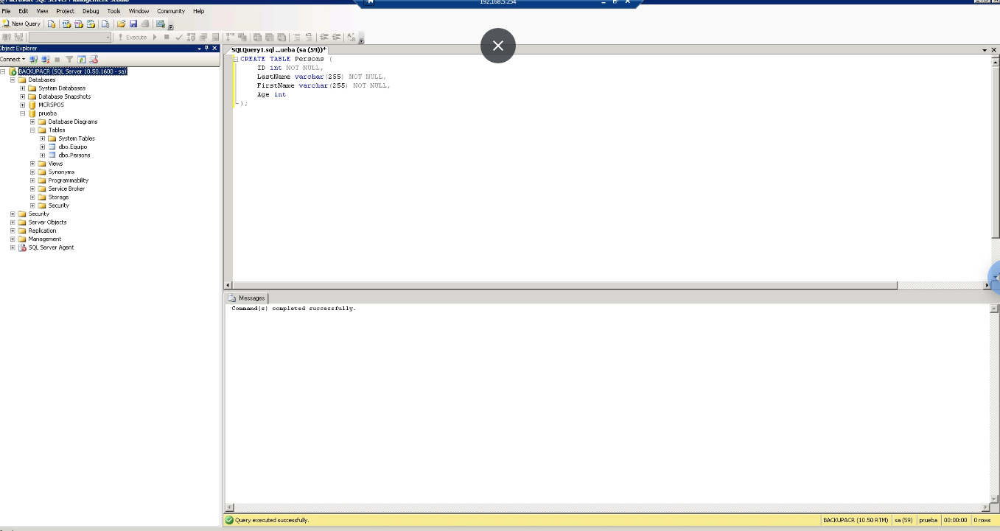 Microsoft SQL Server Management Studio
192.168.5.254
File Edit View Project Debug Tools Window Community Help
New Query
Execute
Object Explorer
Connect
BACKUPACR (SQL Server 10.50.1600 - sa)
Databases
System Databases
Database Snapshots
MCRSPOS
prueba
Database Diagrams
Tables
System Tables
dbo.Equipo
dbo.Persons
Views
Synonyms
Programmability
Service Broker
Storage
Security
Security
Server Objects
Replication
Management
SQL Server Agent
SQLQuery1.sql ...ueba (sa (59))*
CREATE TABLE Persons (
ID int NOT NULL,
LastName varchar(255) NOT NULL,
FirstName varchar(255) NOT NULL,
Age int
);
Messages
Command(s) completed successfully.
Query executed successfully.
BACKUPACR (10.50 RTM) sa (59) prueba 00:00:00 0 rows